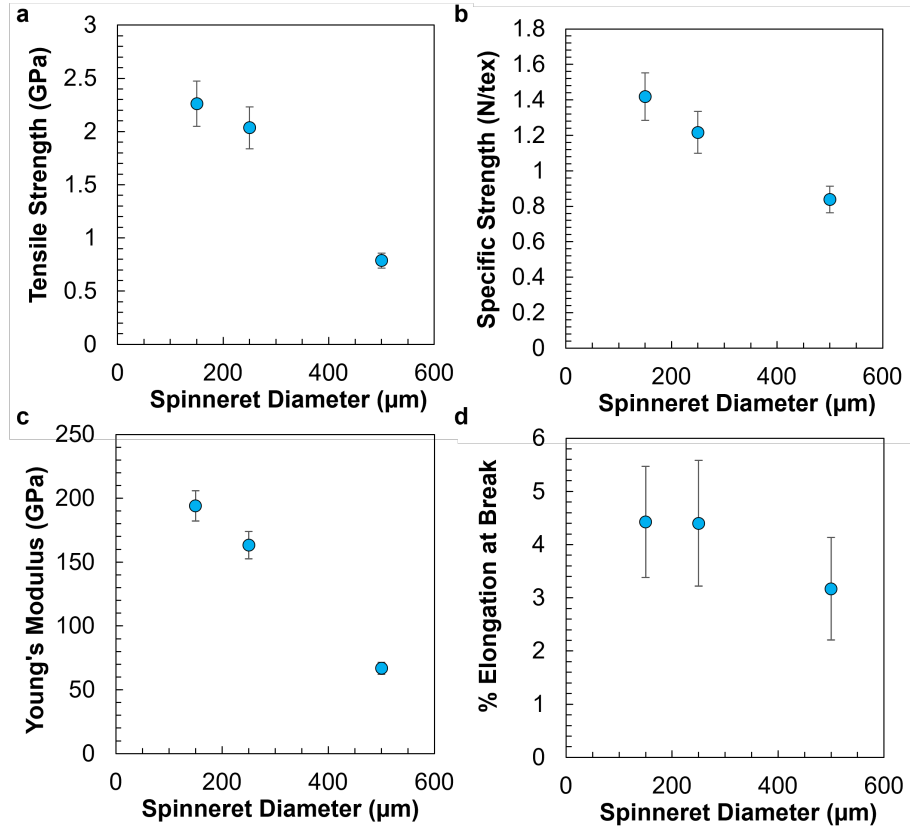 a
3
2.5
2
1.5
1
0.5
0
0 200 400 600
Tensile Strength (GPa)
Spinneret Diameter (µm)
b
1.8
1.6
1.4
1.2
1
0.8
0.6
0.4
0.2
0
0 200 400 600
Specific Strength (N/tex)
Spinneret Diameter (µm)
c
250
200
150
100
50
0
0 200 400 600
Young's Modulus (GPa)
Spinneret Diameter (µm)
d
6
5
4
3
2
1
0
0 200 400 600
% Elongation at Break
Spinneret Diameter (µm)